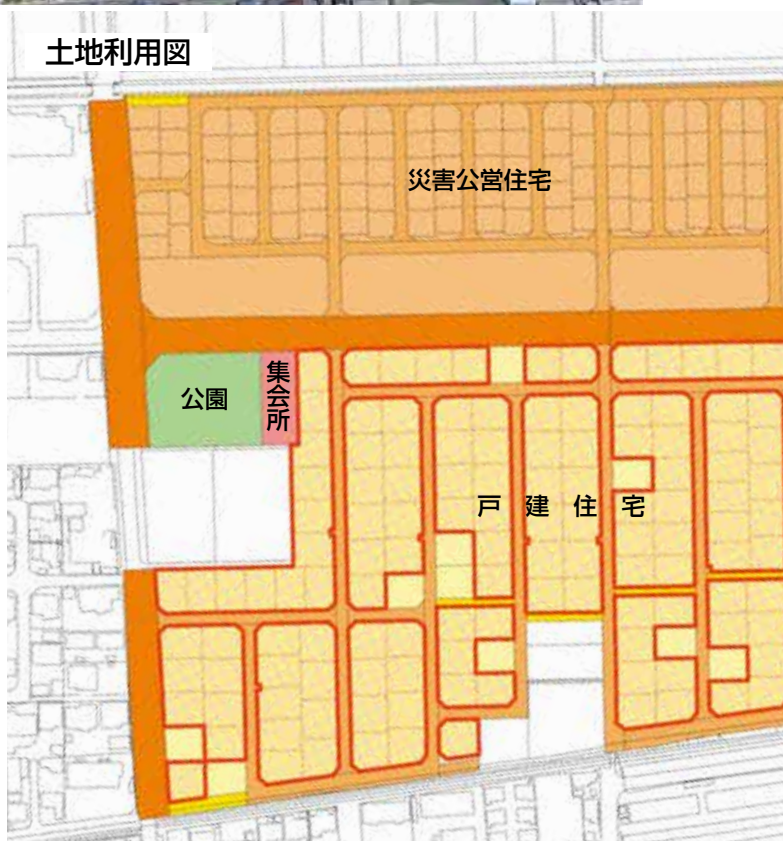 土地利用図
災害公営住宅
公園
集会所
戸建住宅